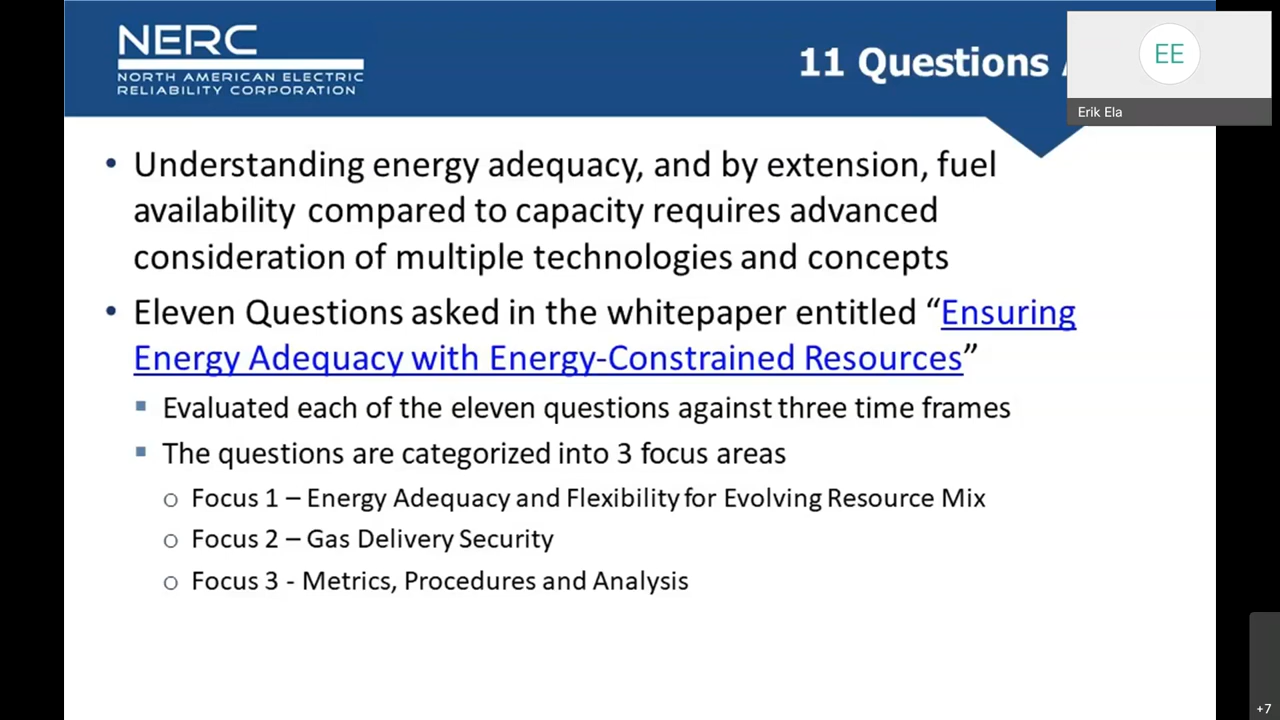 NERC
NORTH AMERICAN ELECTRIC
RELIABILITY CORPORATION
11 Questions
EE
Erik Ela
• Understanding energy adequacy, and by extension, fuel
availability compared to capacity requires advanced
consideration of multiple technologies and concepts
• Eleven Questions asked in the whitepaper entitled “Ensuring
Energy Adequacy with Energy-Constrained Resources”
▪ Evaluated each of the eleven questions against three time frames
▪ The questions are categorized into 3 focus areas
o Focus 1 – Energy Adequacy and Flexibility for Evolving Resource Mix
o Focus 2 – Gas Delivery Security
o Focus 3 - Metrics, Procedures and Analysis
+7